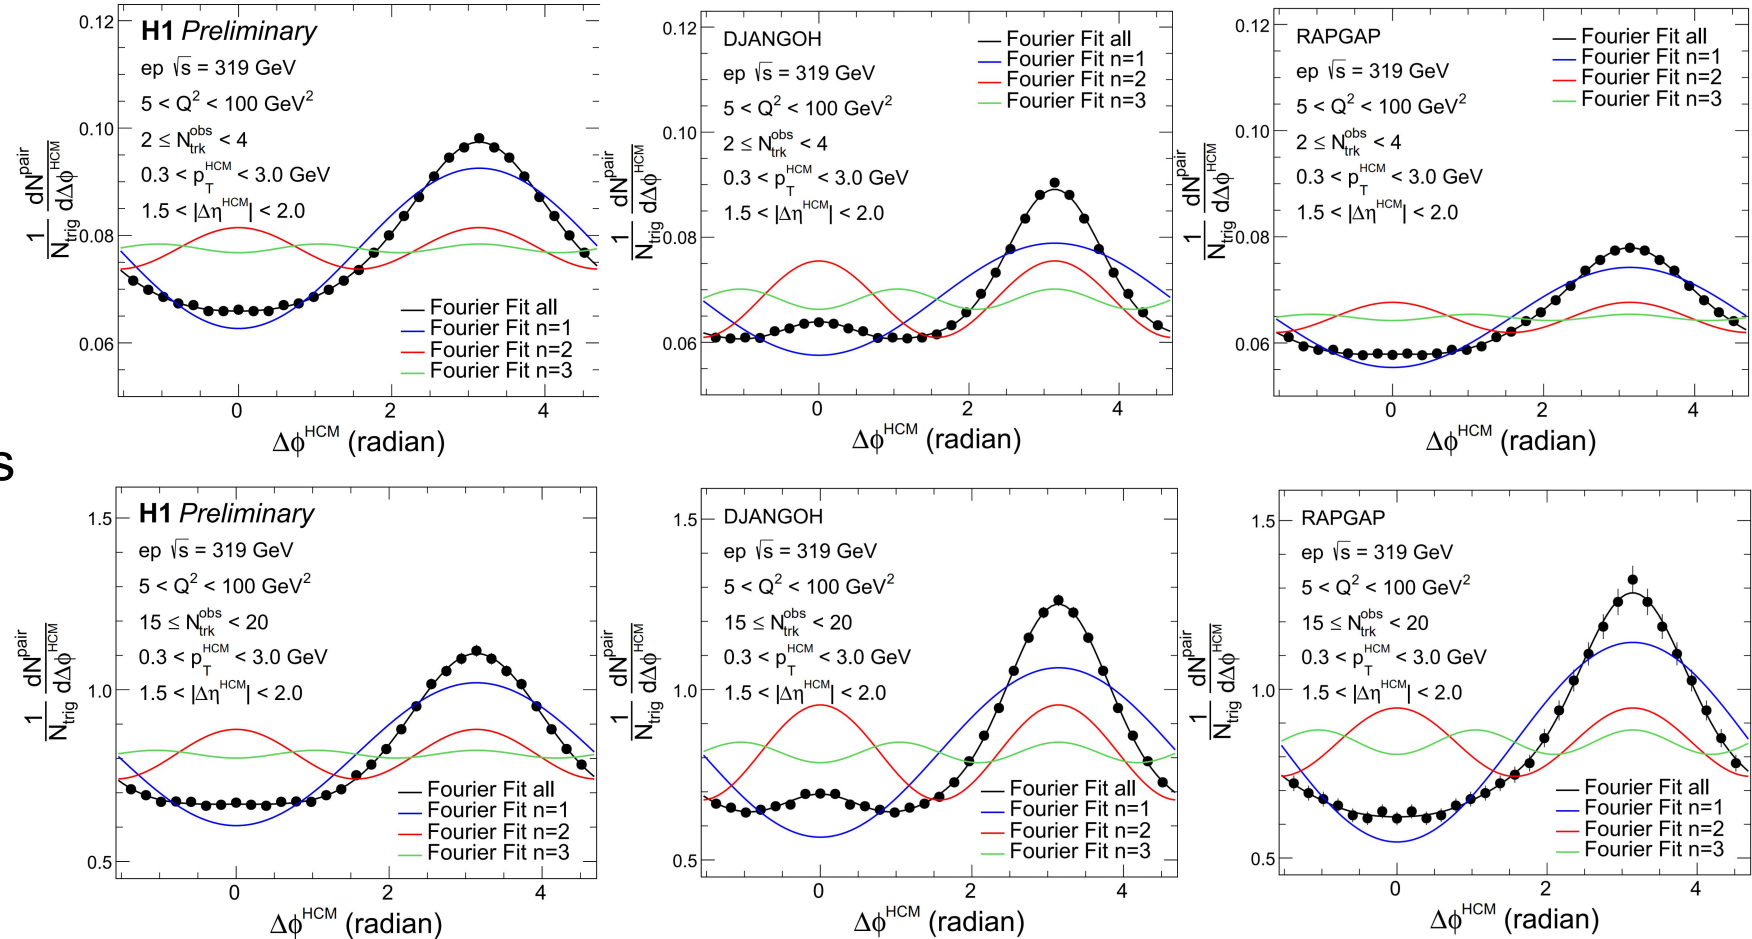 H1 Preliminary
ep √s = 319 GeV
5 < Q² < 100 GeV²
2 ≤ N_trk^obs < 4
0.3 < p_T^HCM < 3.0 GeV
1.5 < |Δη^HCM| < 2.0
Fourier Fit all
Fourier Fit n=1
Fourier Fit n=2
Fourier Fit n=3
0.12
0.10
0.08
0.06
1/N_trig dN^pair/dΔϕ^HCM
0 2 4
Δϕ^HCM (radian)
DJANGOH
ep √s = 319 GeV
5 < Q² < 100 GeV²
2 ≤ N_trk^obs < 4
0.3 < p_T^HCM < 3.0 GeV
1.5 < |Δη^HCM| < 2.0
Fourier Fit all
Fourier Fit n=1
Fourier Fit n=2
Fourier Fit n=3
0.12
0.10
0.08
0.06
1/N_trig dN^pair/dΔϕ^HCM
0 2 4
Δϕ^HCM (radian)
RAPGAP
ep √s = 319 GeV
5 < Q² < 100 GeV²
2 ≤ N_trk^obs < 4
0.3 < p_T^HCM < 3.0 GeV
1.5 < |Δη^HCM| < 2.0
Fourier Fit all
Fourier Fit n=1
Fourier Fit n=2
Fourier Fit n=3
0.12
0.10
0.08
0.06
1/N_trig dN^pair/dΔϕ^HCM
0 2 4
Δϕ^HCM (radian)
s
H1 Preliminary
ep √s = 319 GeV
5 < Q² < 100 GeV²
15 ≤ N_trk^obs < 20
0.3 < p_T^HCM < 3.0 GeV
1.5 < |Δη^HCM| < 2.0
Fourier Fit all
Fourier Fit n=1
Fourier Fit n=2
Fourier Fit n=3
1.5
1.0
0.5
1/N_trig dN^pair/dΔϕ^HCM
0 2 4
Δϕ^HCM (radian)
DJANGOH
ep √s = 319 GeV
5 < Q² < 100 GeV²
15 ≤ N_trk^obs < 20
0.3 < p_T^HCM < 3.0 GeV
1.5 < |Δη^HCM| < 2.0
Fourier Fit all
Fourier Fit n=1
Fourier Fit n=2
Fourier Fit n=3
1.5
1.0
0.5
1/N_trig dN^pair/dΔϕ^HCM
0 2 4
Δϕ^HCM (radian)
RAPGAP
ep √s = 319 GeV
5 < Q² < 100 GeV²
15 ≤ N_trk^obs < 20
0.3 < p_T^HCM < 3.0 GeV
1.5 < |Δη^HCM| < 2.0
Fourier Fit all
Fourier Fit n=1
Fourier Fit n=2
Fourier Fit n=3
1.5
1.0
0.5
1/N_trig dN^pair/dΔϕ^HCM
0 2 4
Δϕ^HCM (radian)